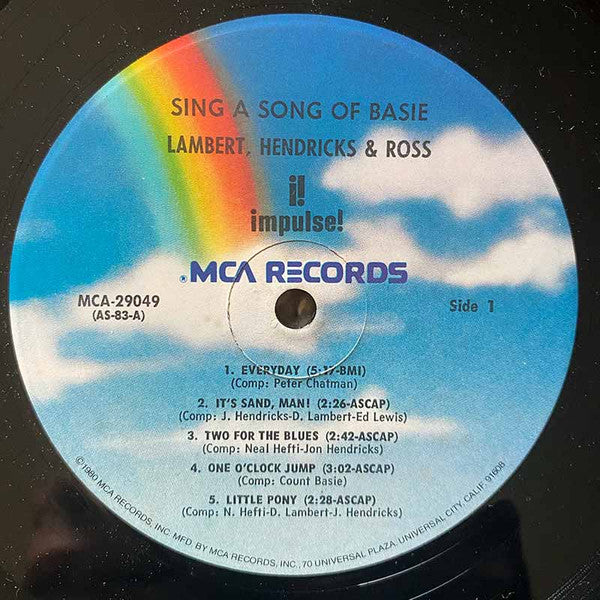 SING A SONG OF BASIE
LAMBERT, HENDRICKS & ROSS
i!
impulse!
® MCA RECORDS
MCA-29049
(AS-83-A)
Side 1
1. EVERYDAY (5:17-BMI)
(Comp: Peter Chatman)
2. IT'S SAND, MAN! (2:26-ASCAP)
(Comp: J. Hendricks-D. Lambert-Ed Lewis)
3. TWO FOR THE BLUES (2:42-ASCAP)
(Comp: Neal Hefti-Jon Hendricks)
4. ONE O'CLOCK JUMP (3:02-ASCAP)
(Comp: Count Basie)
5. LITTLE PONY (2:28-ASCAP)
(Comp: N. Hefti-D. Lambert-J. Hendricks)
©1980 MCA RECORDS, INC. MFD. BY MCA RECORDS, INC., 70 UNIVERSAL PLAZA, UNIVERSAL CITY, CALIF. 91608